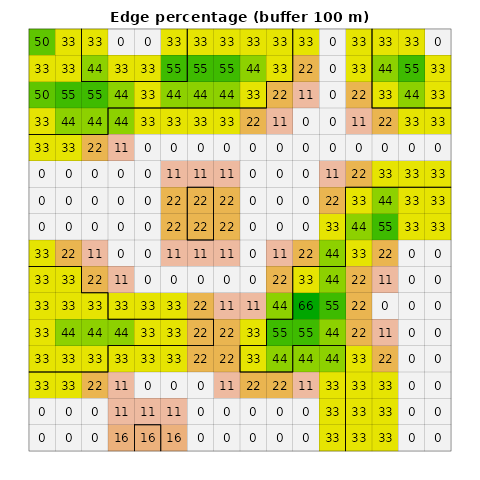 Edge percentage (buffer 100 m)
50 33 33 0 0 33 33 33 33 33 33 0 33 33 33 0
33 33 44 33 33 55 55 55 44 33 22 0 33 44 55 33
50 55 55 44 33 44 44 44 33 22 11 0 22 33 44 33
33 44 44 44 33 33 33 33 22 11 0 0 11 22 33 33
33 33 22 11 0 0 0 0 0 0 0 0 0 0 0 0
0 0 0 0 0 11 11 11 0 0 0 11 22 33 33 33
0 0 0 0 0 22 22 22 0 0 0 22 33 44 33 33
0 0 0 0 0 22 22 22 0 0 0 33 44 55 33 33
33 22 11 0 0 11 11 11 0 11 22 44 33 22 0 0
33 33 22 11 0 0 0 0 0 22 33 44 22 11 0 0
33 33 33 33 33 33 22 11 11 44 66 55 22 0 0 0
33 44 44 44 33 33 22 22 33 55 55 44 22 11 0 0
33 33 33 33 33 33 22 22 33 44 44 44 33 22 0 0
33 33 22 11 0 0 0 11 22 22 11 33 33 33 0 0
0 0 0 11 11 11 0 0 0 0 0 33 33 33 0 0
0 0 0 16 16 16 0 0 0 0 0 33 33 33 0 0